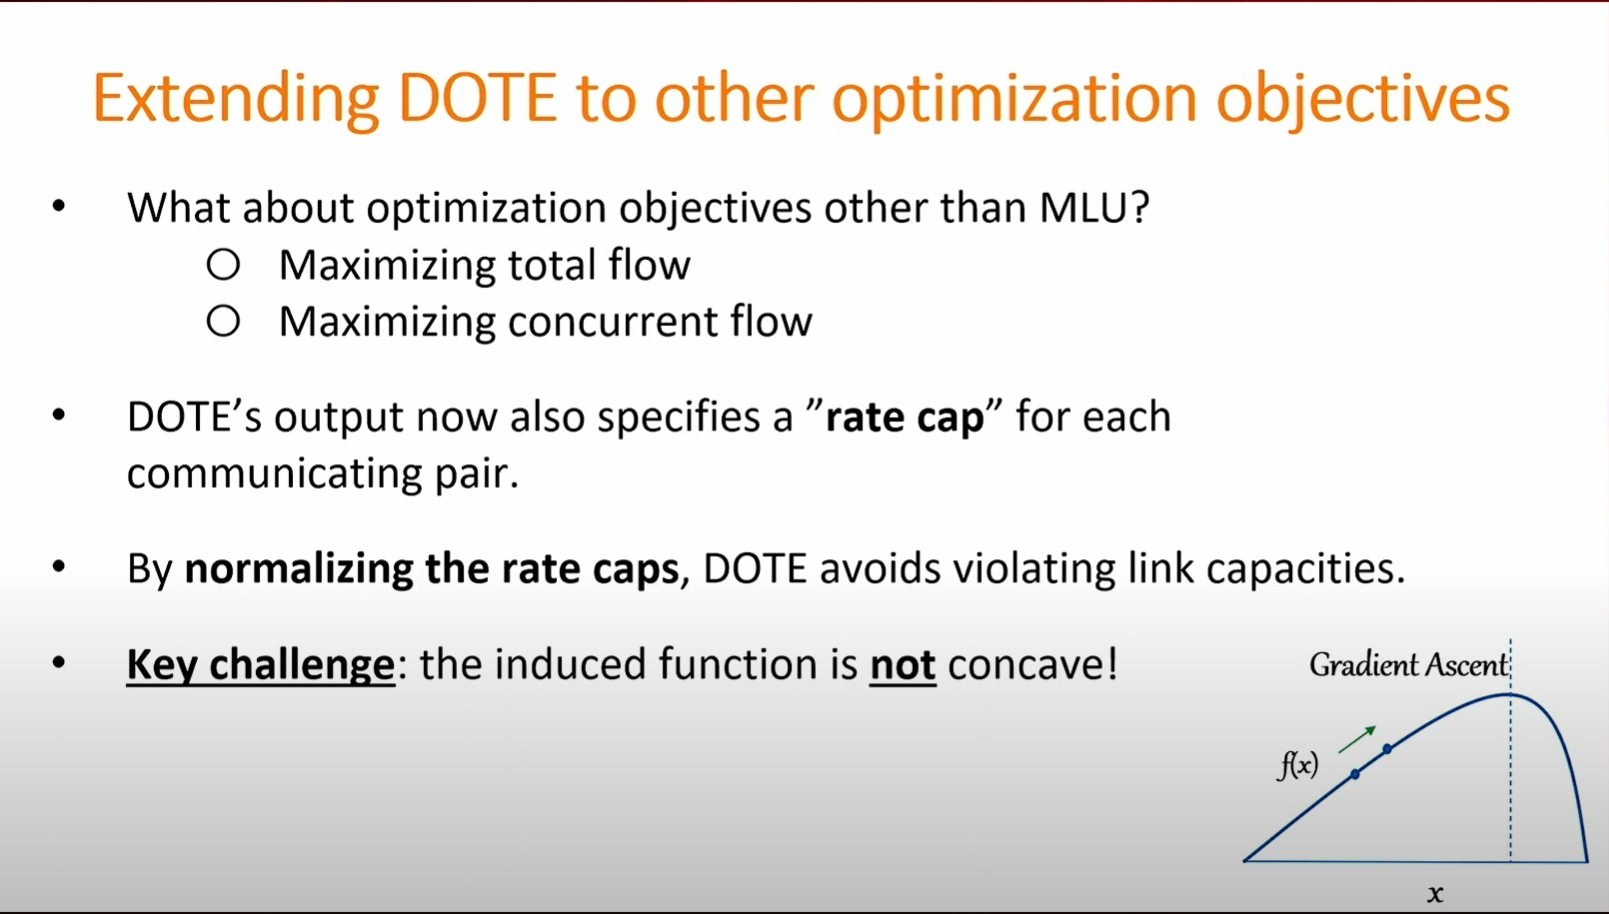 Extending DOTE to other optimization objectives
• What about optimization objectives other than MLU?
○ Maximizing total flow
○ Maximizing concurrent flow
• DOTE’s output now also specifies a ”rate cap” for each
communicating pair.
• By normalizing the rate caps, DOTE avoids violating link capacities.
• Key challenge: the induced function is not concave!
Gradient Ascent
f(x)
x